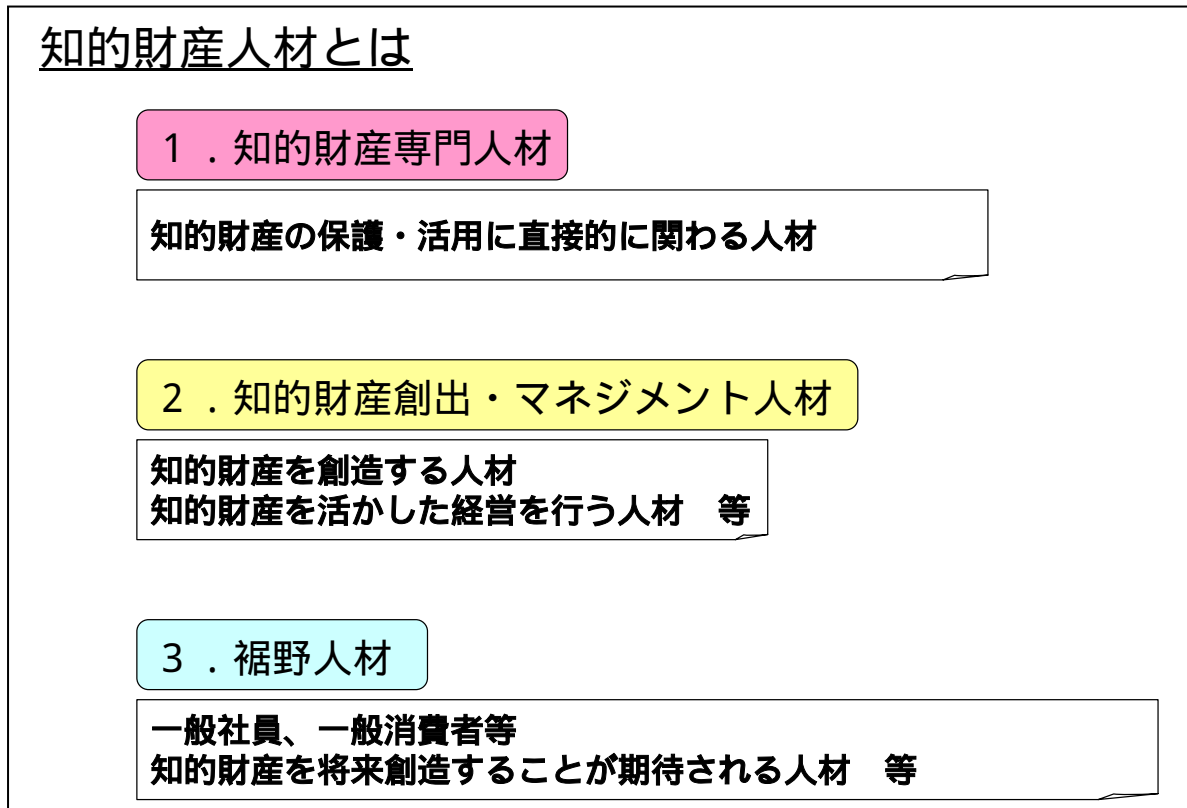 知的財産人材とは
１．知的財産専門人材
知的財産の保護・活用に直接的に関わる人材
２．知的財産創出・マネジメント人材
知的財産を創造する人材
知的財産を活かした経営を行う人材　等
３．裾野人材
一般社員、一般消費者等
知的財産を将来創造することが期待される人材　等